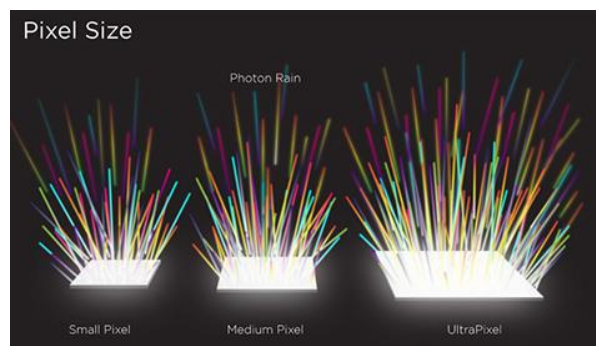 Pixel Size
Photon Rain
Small Pixel
Medium Pixel
UltraPixel